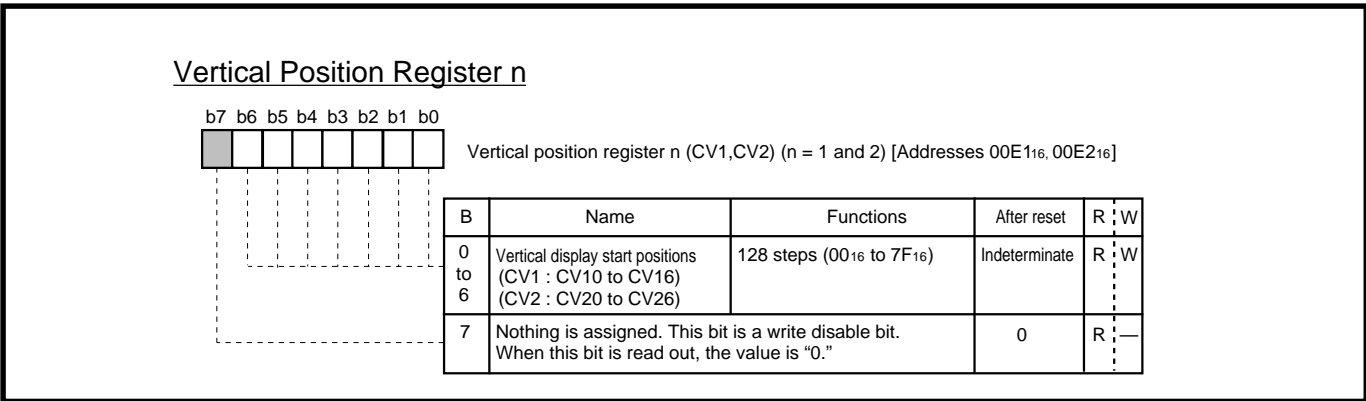 Vertical Position Register n
b7 b6 b5 b4 b3 b2 b1 b0
Vertical position register n (CV1,CV2) (n = 1 and 2) [Addresses 00E116, 00E216]
B Name Functions After reset R W
0 to 6 Vertical display start positions 128 steps (0016 to 7F16) Indeterminate R W
(CV1 : CV10 to CV16)
(CV2 : CV20 to CV26)
7 Nothing is assigned. This bit is a write disable bit. 0 R —
When this bit is read out, the value is “0.”